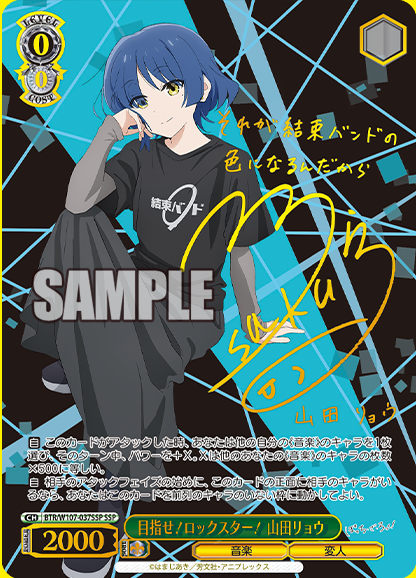 LEVEL
0
0
COST
それが結束バンドの
色になるんだから
結束バンド
SAMPLE
山田リョウ
自 このカードがアタックした時、あなたは他の自分の《音楽》のキャラを1枚
選び、そのターン中、パワーを+X。Xは他のあなたの《音楽》のキャラの枚数
×500に等しい。
自 相手のアタックフェイズの始めに、このカードの正面に相手のキャラがい
るなら、あなたはこのカードを前列のキャラのいない枠に動かしてよい。
CH BTR/W107-037SSP SSP
POWER 2000
目指せ!ロックスター! 山田リョウ
音楽 変人
©はまじあき/芳文社・アニプレックス